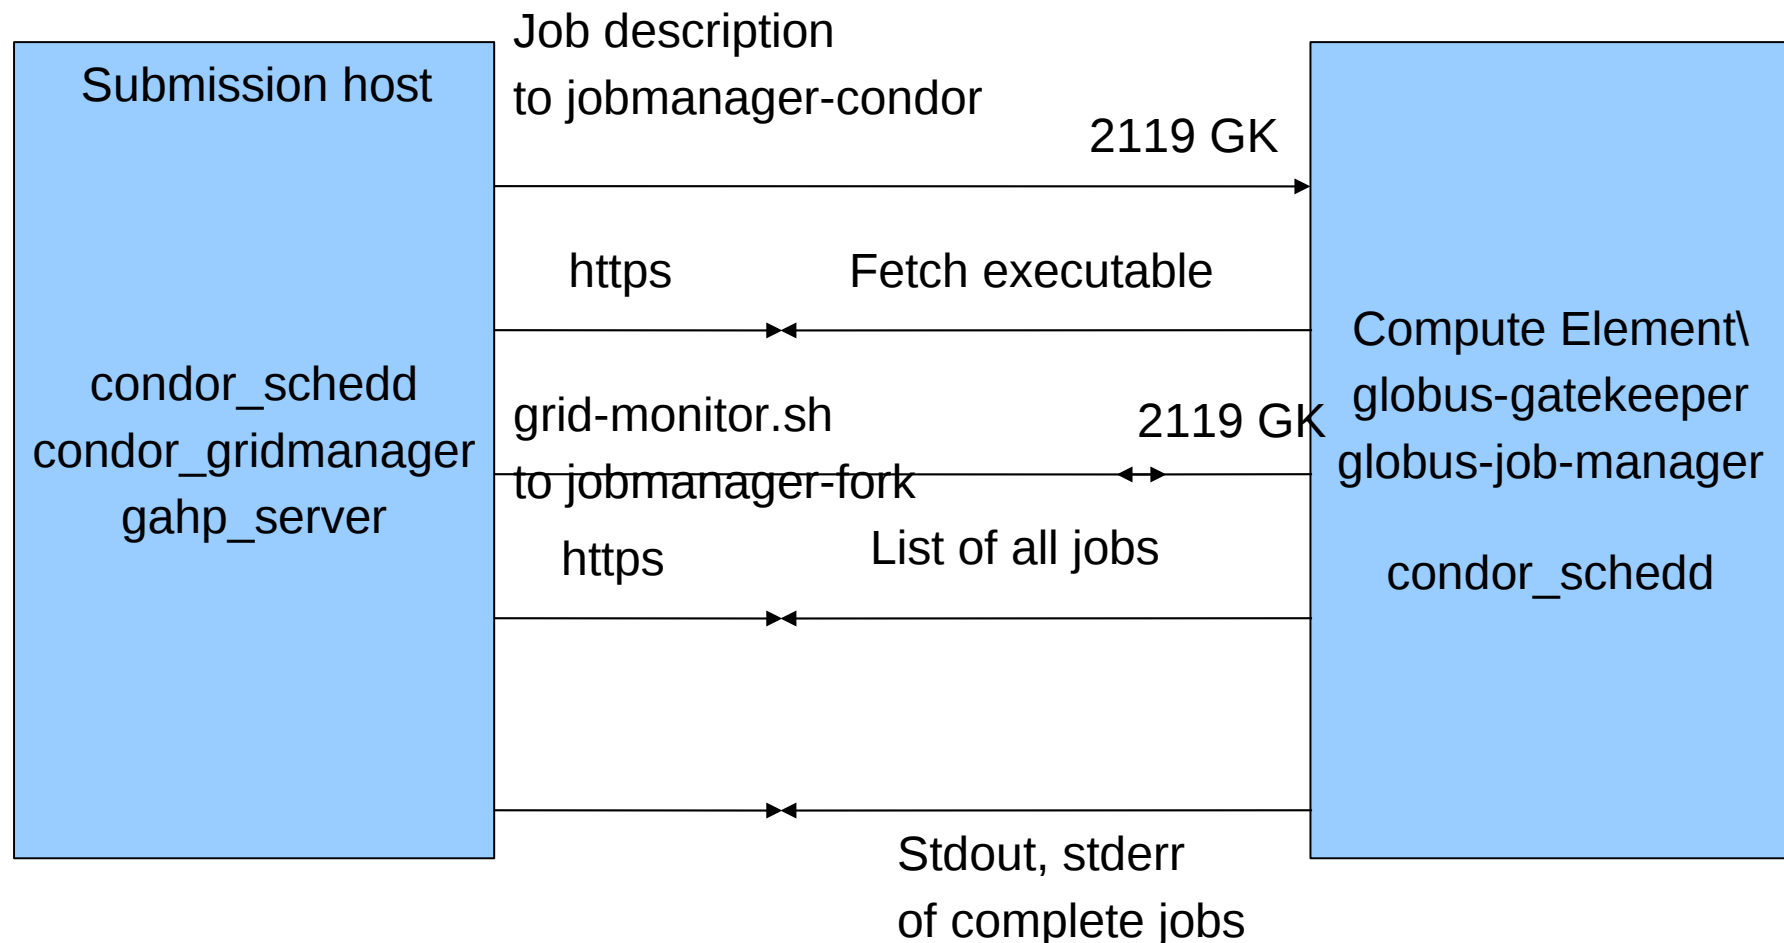 Job description
to jobmanager-condor
Submission host
2119 GK
https
Fetch executable
condor_schedd
condor_gridmanager
gahp_server
grid-monitor.sh
to jobmanager-fork
2119 GK
Compute Element\
globus-gatekeeper
globus-job-manager
condor_schedd
https
List of all jobs
Stdout, stderr
of complete jobs